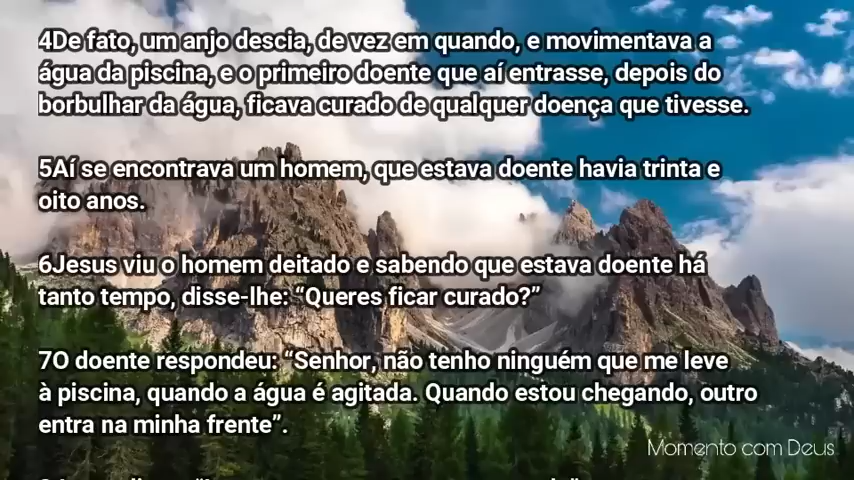 4De fato, um anjo descia, de vez em quando, e movimentava a
água da piscina, e o primeiro doente que aí entrasse, depois do
borbulhar da água, ficava curado de qualquer doença que tivesse.
5Aí se encontrava um homem, que estava doente havia trinta e
oito anos.
6Jesus viu o homem deitado e sabendo que estava doente há
tanto tempo, disse-lhe: “Queres ficar curado?”
7O doente respondeu: “Senhor, não tenho ninguém que me leve
à piscina, quando a água é agitada. Quando estou chegando, outro
entra na minha frente”.
Momento com Deus